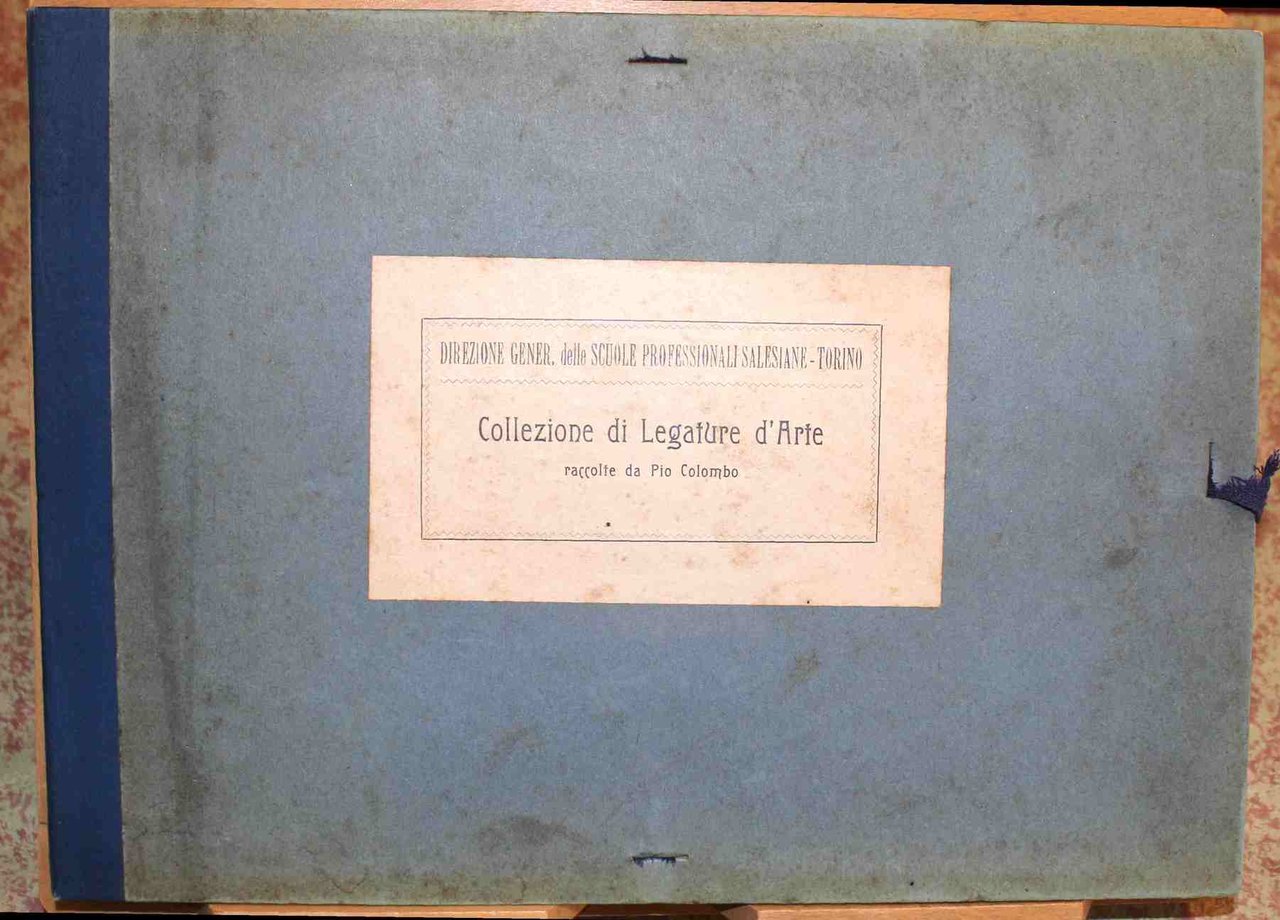 DIREZIONE GENER. delle SCUOLE PROFESSIONALI SALESIANE - TORINO
Collezione di Legature d'Arte
raccolte da Pio Colombo